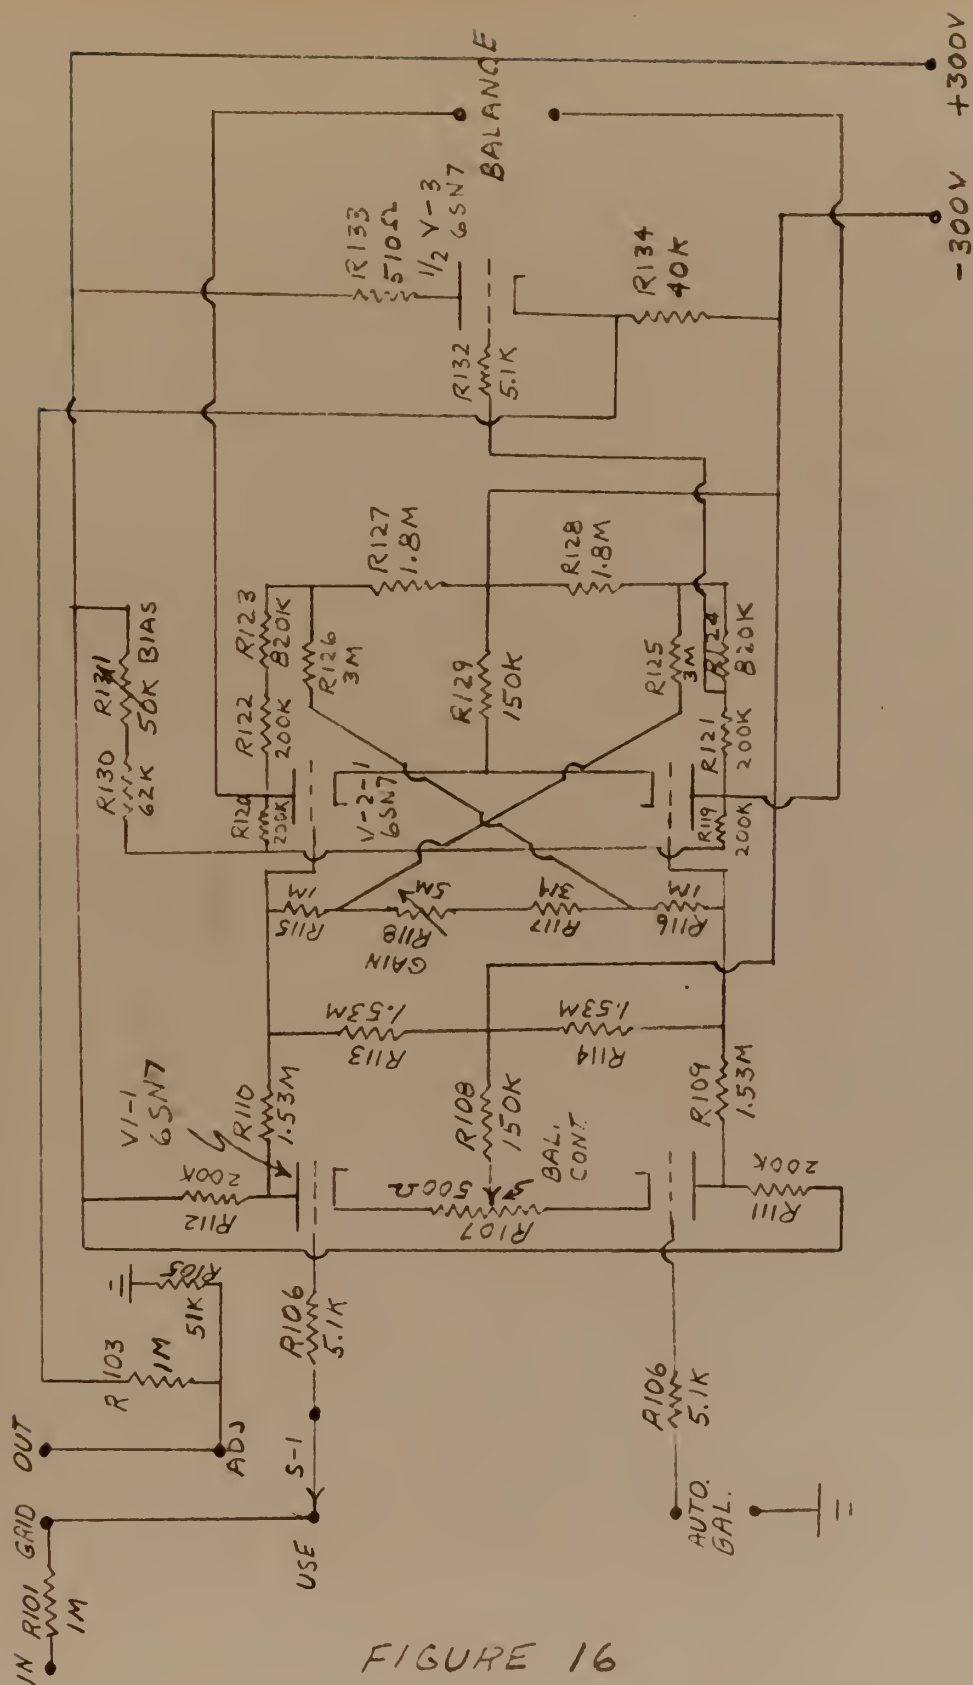 IN
R101
1M
GRID
OUT
R103
1M
R105
51K
ADJ
S-1
USE
AUTO.
BAL.
R106
5.1K
R106
5.1K
V1-1
6SN7
R112
200K
R110
1.53M
R107
500Ω
BAL.
CONT.
R108
150K
R111
200K
R109
1.53M
R113
1.53M
R114
1.53M
R115
1M
R118
5M
GAIN
R117
3M
R116
1M
R130
62K
R131
50K BIAS
R120
200K
R122
200K
R123
820K
R126
3M
V-2-1
6SN7
R129
150K
R127
1.8M
R128
1.8M
R125
3M
R124
820K
R121
200K
R119
200K
R133
510Ω
1/2 V-3
6SN7
R132
5.1K
R134
40K
BALANCE
+300V
-300V
FIGURE 16